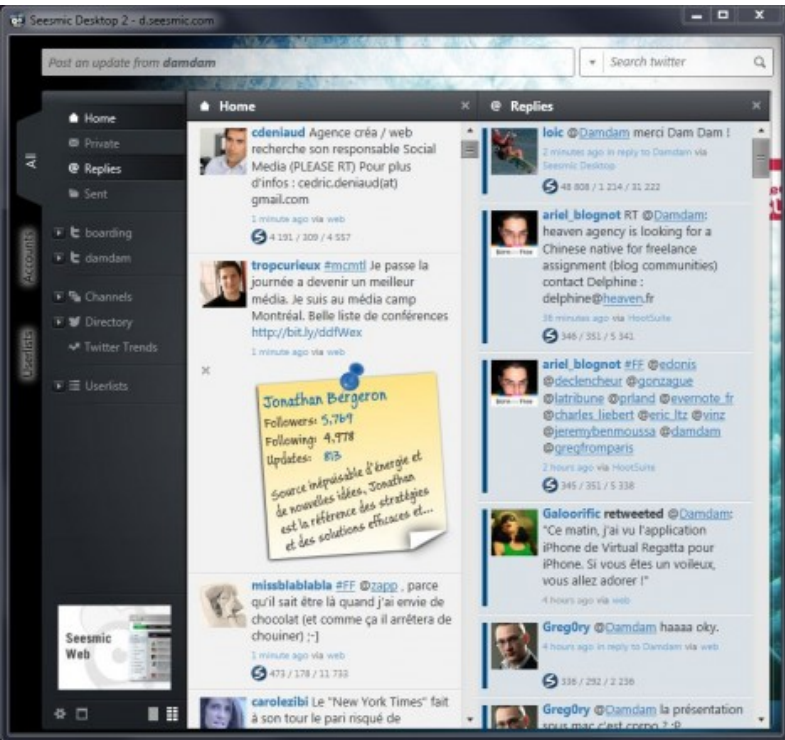 Seesmic Desktop 2 - d.seesmic.com
Post an update from damdam
Search twitter
All
Accounts
Userlists
Home
Private
Replies
Sent
boarding
damdam
Channels
Directory
Twitter Trends
Userlists
Seesmic
Web
Home
cdeniaud Agence créa / web
recherche son responsable Social
Media (PLEASE RT) Pour plus
d'infos : cedric.deniaud(at)
gmail.com
1 minute ago via web
4 191 / 309 / 4 557
tropcurieux #mcmtl Je passe la
journée a devenir un meilleur
média. Je suis au média camp
Montréal. Belle liste de conférences
http://bit.ly/ddfWex
1 minute ago via web
Jonathan Bergeron
Followers: 5,769
Following: 4,978
Updates: 813
Source inépuisable d'énergie et
de nouvelles idées, Jonathan
est la référence des stratégies
et des solutions efficaces et...
missblablabla #FF @zapp , parce
qu'il sait être là quand j'ai envie de
chocolat (et comme ça il arrêtera de
chouiner) ;-]
1 minute ago via web
473 / 178 / 11 733
carolezibi Le "New York Times" fait
à son tour le pari risqué de
@ Replies
loic @Damdam merci Dam Dam !
2 minutes ago in reply to Damdam via
Seesmic Desktop
48 808 / 1 214 / 31 222
ariel_blognot RT @Damdam:
heaven agency is looking for a
Chinese native for freelance
assignment (blog communities)
contact Delphine :
delphine@heaven.fr
36 minutes ago via HootSuite
346 / 351 / 5 341
ariel_blognot #FF @edonis
@declencheur @gonzague
@latribune @prland @evernote_fr
@charles_liebert @eric_ltz @vinz
@jeremybenmoussa @damdam
@gregfromparis
2 hours ago via HootSuite
345 / 351 / 5 338
Galoorific retweeted @Damdam:
"Ce matin, j'ai vu l'application
iPhone de Virtual Regatta pour
iPhone. Si vous êtes un voileux,
vous allez adorer !"
4 hours ago via web
Greg0ry @Damdam haaaa oky.
4 hours ago in reply to Damdam via web
336 / 292 / 2 236
Greg0ry @Damdam la présentation
sous mac c'est corpo ? :P